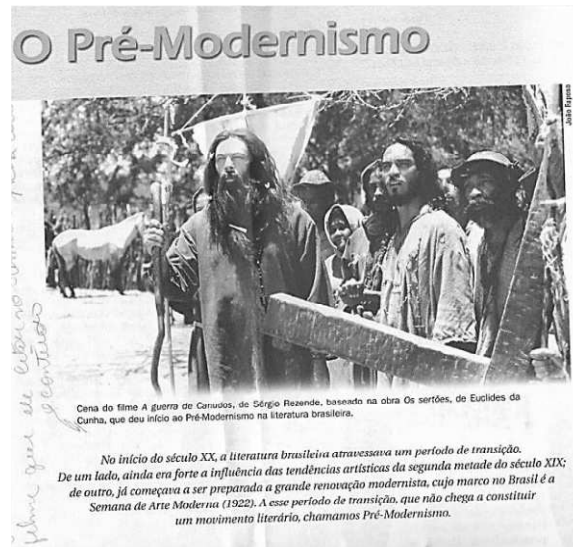 O Pré-Modernismo
João Raposo
Cena do filme A guerra de Canudos, de Sérgio Rezende, baseado na obra Os sertões, de Euclides da
Cunha, que deu início ao Pré-Modernismo na literatura brasileira.
No início do século XX, a literatura brasileira atravessava um período de transição.
De um lado, ainda era forte a influência das tendências artísticas da segunda metade do século XIX;
de outro, já começava a ser preparada a grande renovação modernista, cujo marco no Brasil é a
Semana de Arte Moderna (1922). A esse período de transição, que não chega a constituir
um movimento literário, chamamos Pré-Modernismo.
filme
o conteúdo